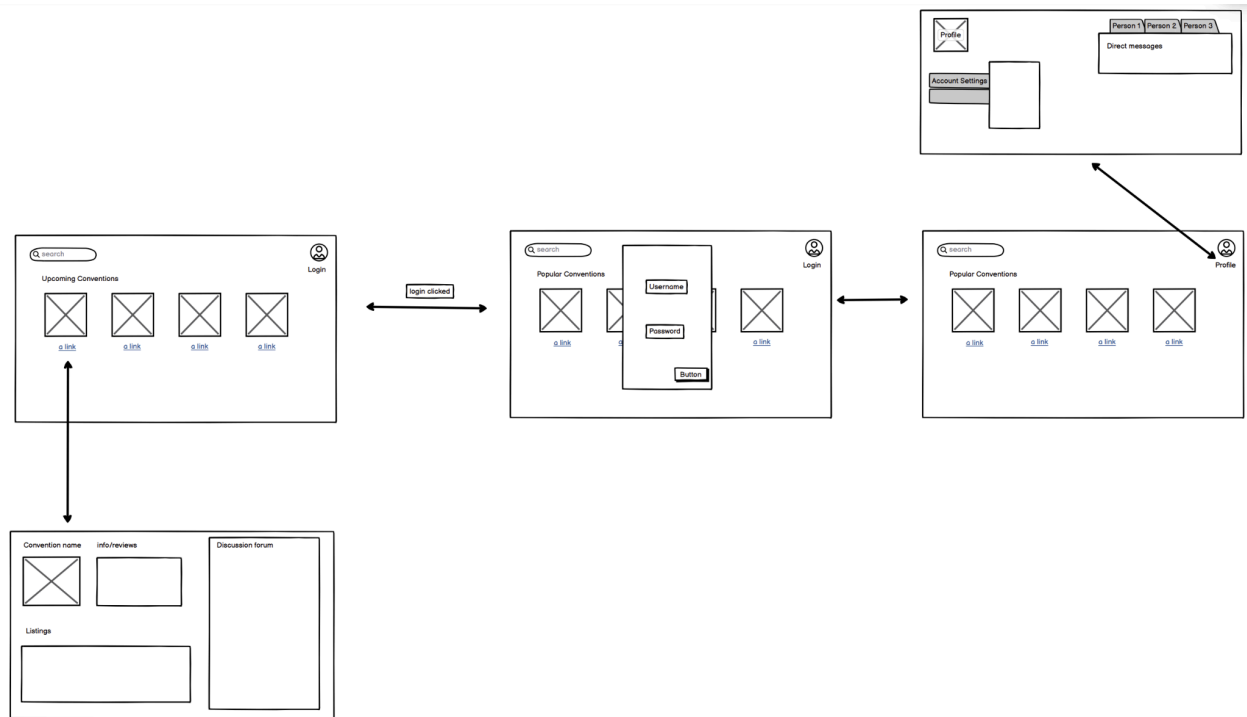 Profile
Person 1 Person 2 Person 3
Direct messages
Account Settings
search
Login
Upcoming Conventions
a link a link a link a link
login clicked
search
Login
Popular Conventions
Username
Password
Button
a link a link
search
Profile
Popular Conventions
a link a link a link a link
Convention name info/reviews Discussion forum
Listings